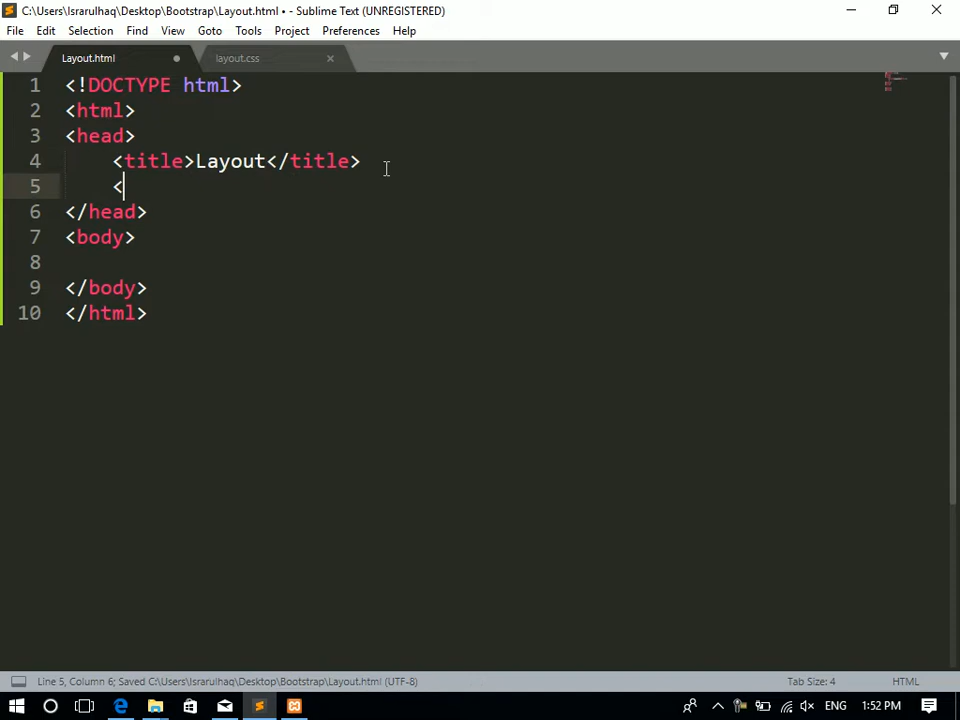 C:\Users\Israrulhaq\Desktop\Bootstrap\Layout.html • - Sublime Text (UNREGISTERED)
File Edit Selection Find View Goto Tools Project Preferences Help
Layout.html layout.css
1 <!DOCTYPE html>
2 <html>
3 <head>
4 <title>Layout</title>
5 <
6 </head>
7 <body>
8
9 </body>
10 </html>
Line 5, Column 6; Saved C:\Users\Israrulhaq\Desktop\Bootstrap\Layout.html (UTF-8) Tab Size: 4 HTML
ENG 1:52 PM